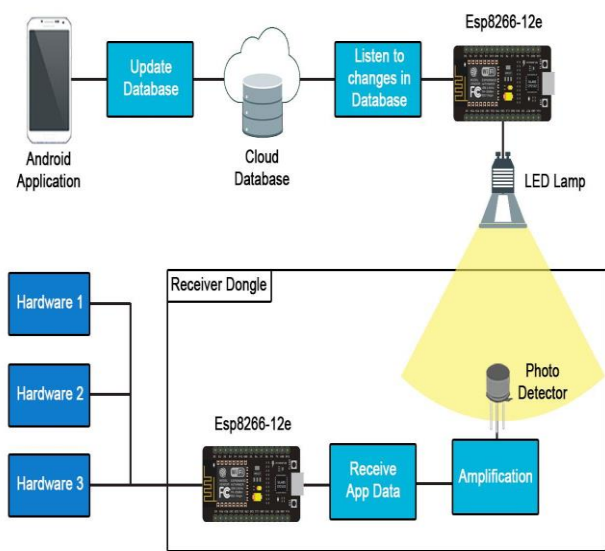 Esp8266-12e
Update
Database
Listen to
changes in
Database
Android
Application
Cloud
Database
LED Lamp
Receiver Dongle
Hardware 1
Hardware 2
Hardware 3
Photo
Detector
Esp8266-12e
Receive
App Data
Amplification